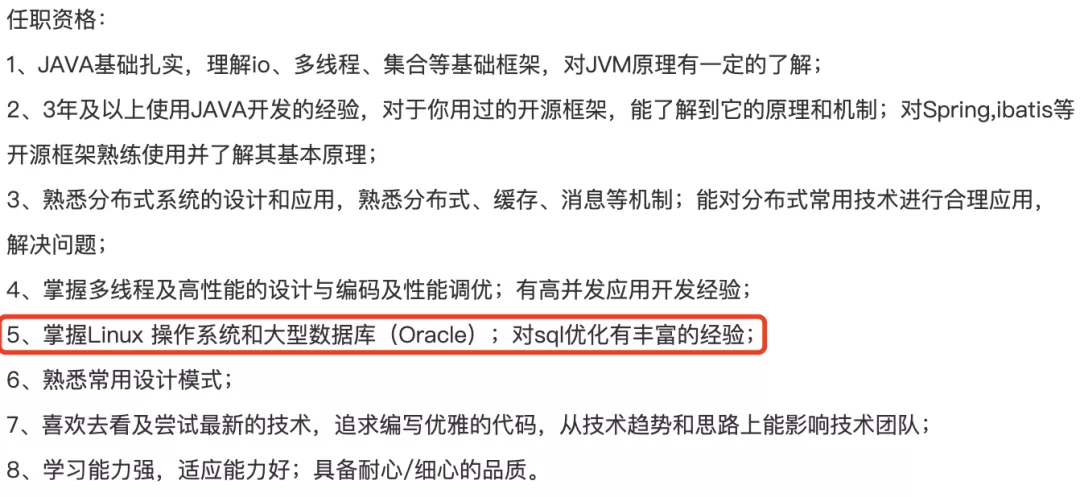 任职资格：
1、JAVA基础扎实，理解io、多线程、集合等基础框架，对JVM原理有一定的了解；
2、3年及以上使用JAVA开发的经验，对于你用过的开源框架，能了解到它的原理和机制；对Spring,ibatis等
开源框架熟练使用并了解其基本原理；
3、熟悉分布式系统的设计和应用，熟悉分布式、缓存、消息等机制；能对分布式常用技术进行合理应用，
解决问题；
4、掌握多线程及高性能的设计与编码及性能调优；有高并发应用开发经验；
5、掌握Linux 操作系统和大型数据库（Oracle）；对sql优化有丰富的经验；
6、熟悉常用设计模式；
7、喜欢去看及尝试最新的技术，追求编写优雅的代码，从技术趋势和思路上能影响技术团队；
8、学习能力强，适应能力好；具备耐心/细心的品质。